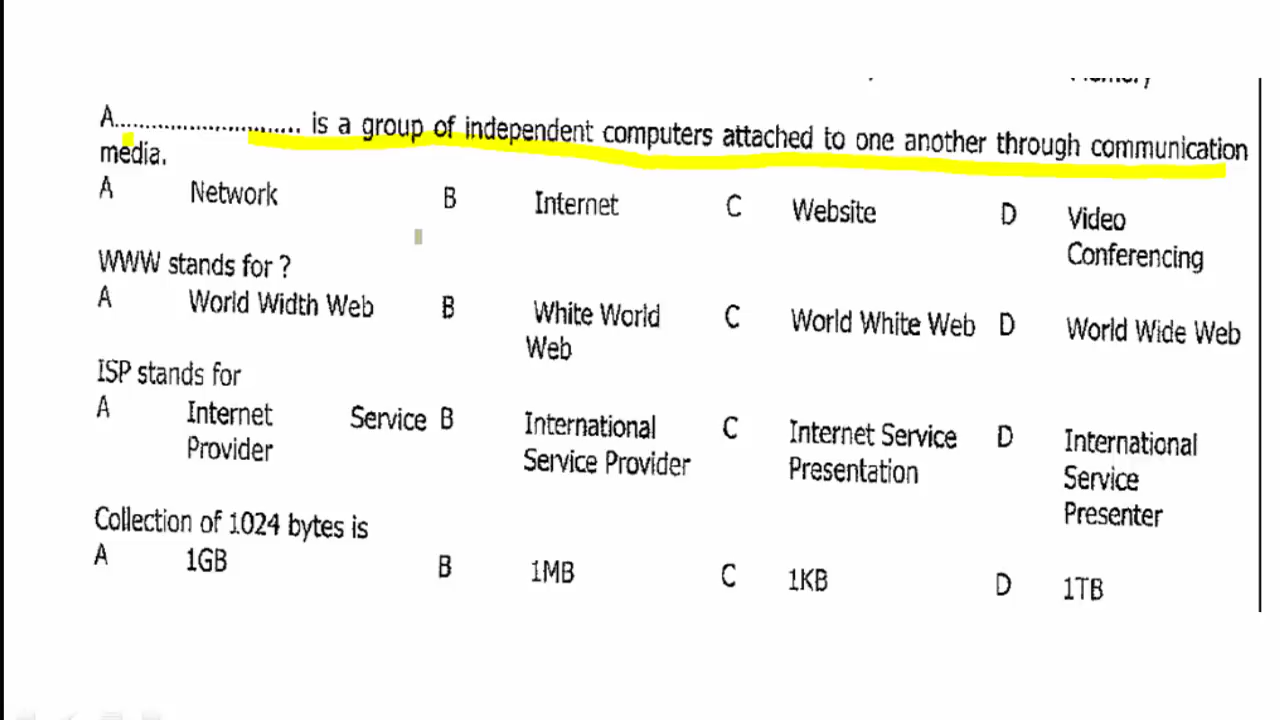 A.............................. is a group of independent computers attached to one another through communication
media.
A Network B Internet C Website D Video
Conferencing
WWW stands for ?
A World Width Web B White World C World White Web D World Wide Web
Web
ISP stands for
A Internet Service B International C Internet Service D International
Provider Service Provider Presentation Service
Presenter
Collection of 1024 bytes is
A 1GB B 1MB C 1KB D 1TB